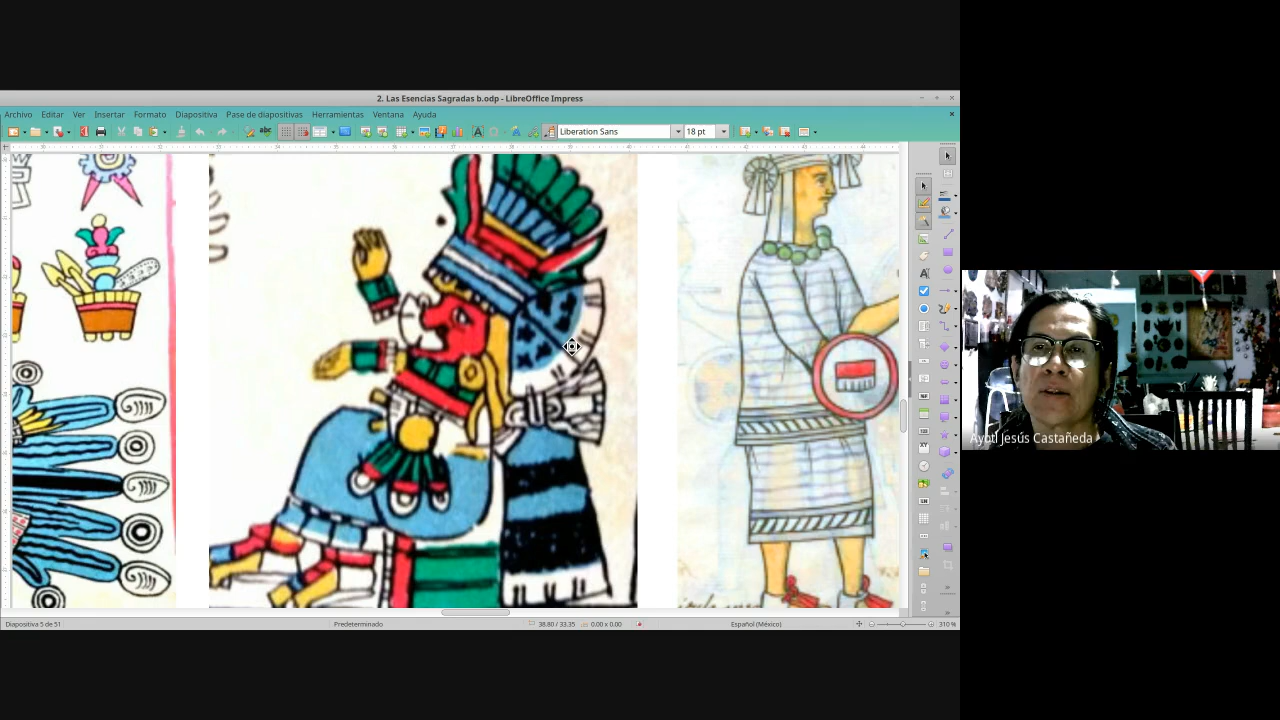 2. Las Esencias Sagradas b.odp - LibreOffice Impress
Archivo Editar Ver Insertar Formato Diapositiva Pase de diapositivas Herramientas Ventana Ayuda
Liberation Sans 18 pt
Ayotl Jesús Castañeda
Diapositiva 5 de 51 Predeterminado 38.80 / 33.35 0.00 x 0.00 Español (México) 310 %